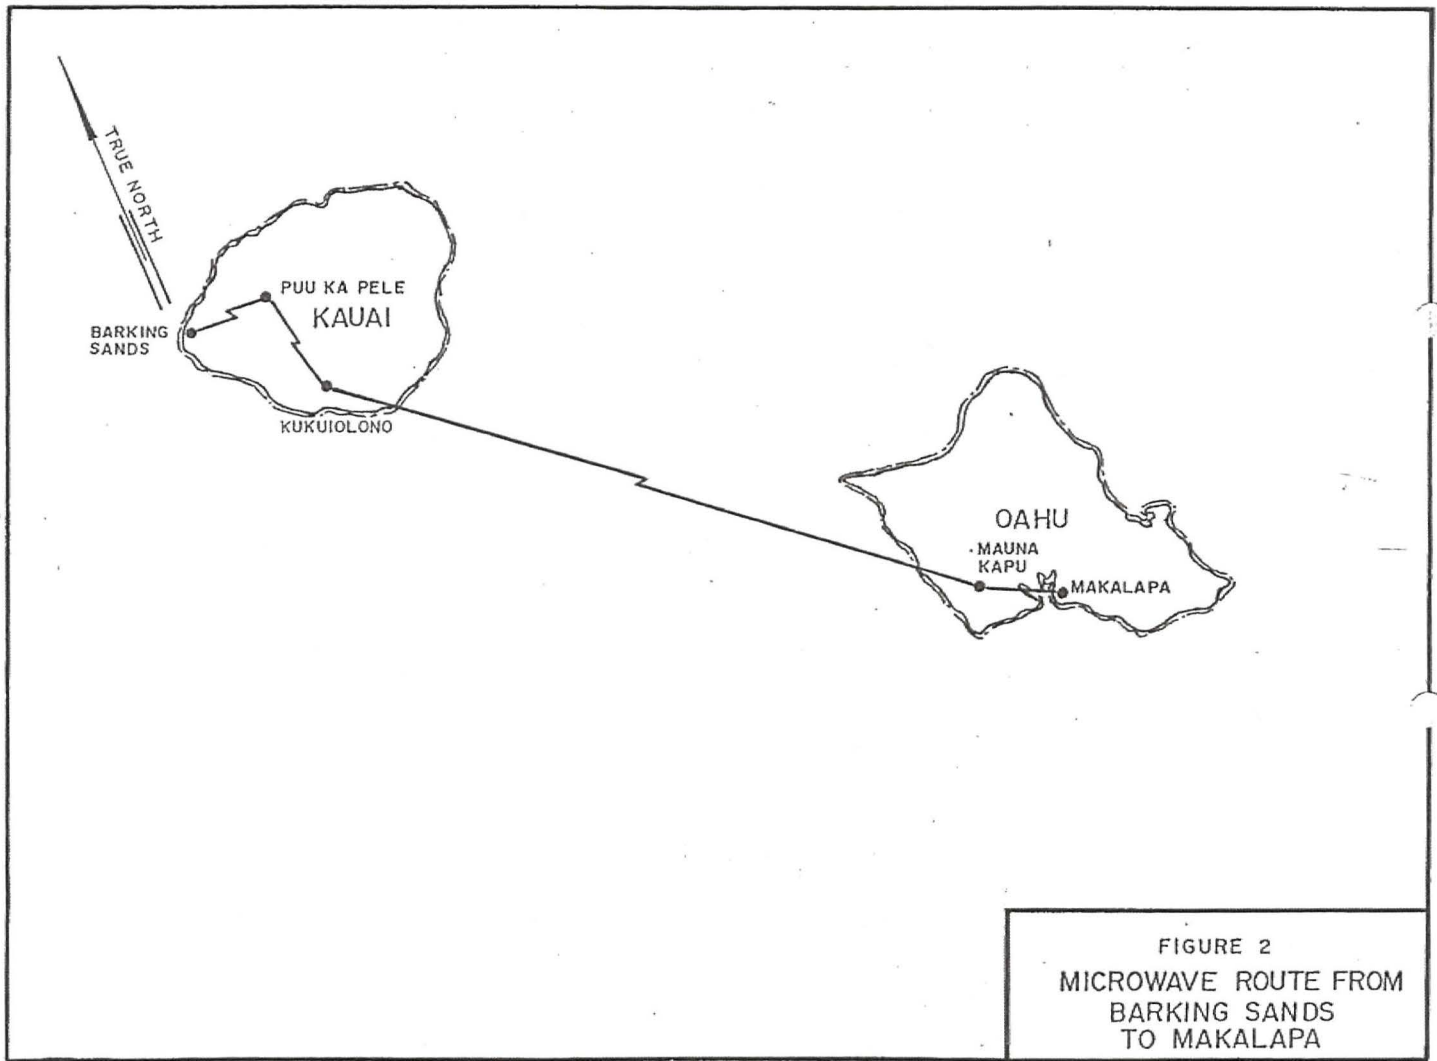 TRUE NORTH
PUU KA PELE
KAUAI
BARKING
SANDS
KUKUIOLONO
OAHU
MAUNA
KAPU
MAKALAPA
FIGURE 2
MICROWAVE ROUTE FROM
BARKING SANDS
TO MAKALAPA